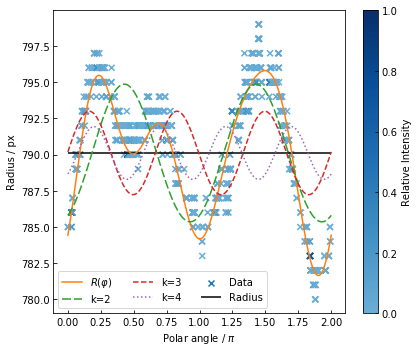 797.5
795.0
792.5
790.0
787.5
785.0
782.5
780.0
Radius / px
0.00 0.25 0.50 0.75 1.00 1.25 1.50 1.75 2.00
Polar angle / π
R(φ) k=3 Data
k=2 k=4 Radius
1.0
0.8
0.6
0.4
0.2
0.0
Relative Intensity